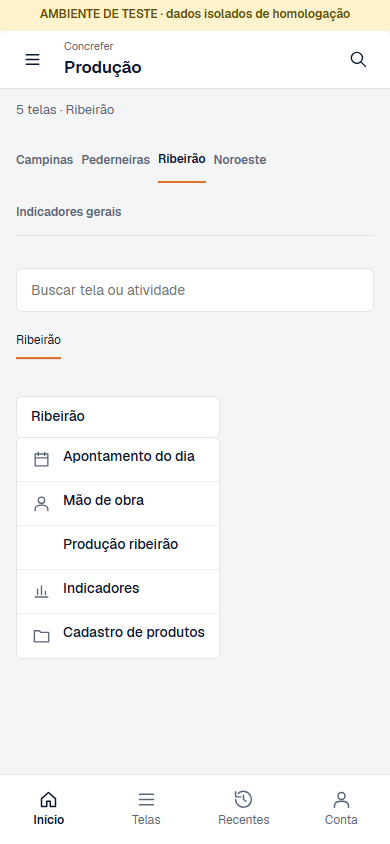 AMBIENTE DE TESTE · dados isolados de homologação
Concrefer
Produção
5 telas · Ribeirão
Campinas Pederneiras Ribeirão Noroeste
Indicadores gerais
Buscar tela ou atividade
Ribeirão
Ribeirão
Apontamento do dia
Mão de obra
Produção ribeirão
Indicadores
Cadastro de produtos
Início Telas Recentes Conta